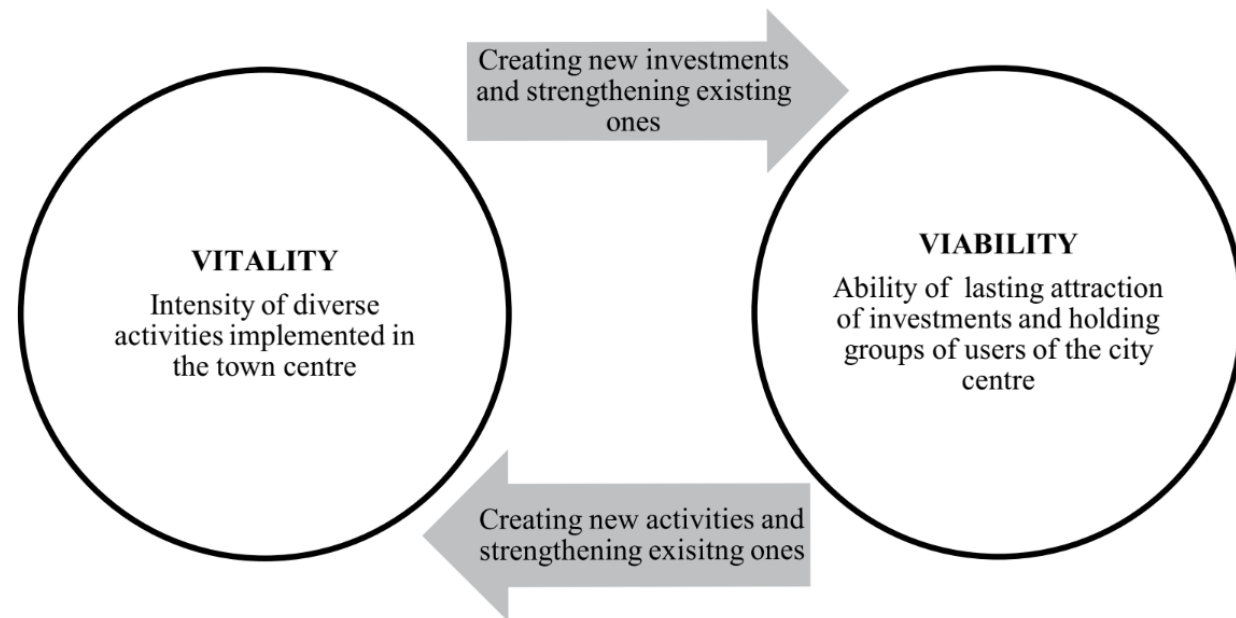 Creating new investments
and strengthening existing
ones
VITALITY
Intensity of diverse
activities implemented in
the town centre
VIABILITY
Ability of  lasting attraction
of investments and holding
groups of users of the city
centre
Creating new activities and
strengthening exisitng ones